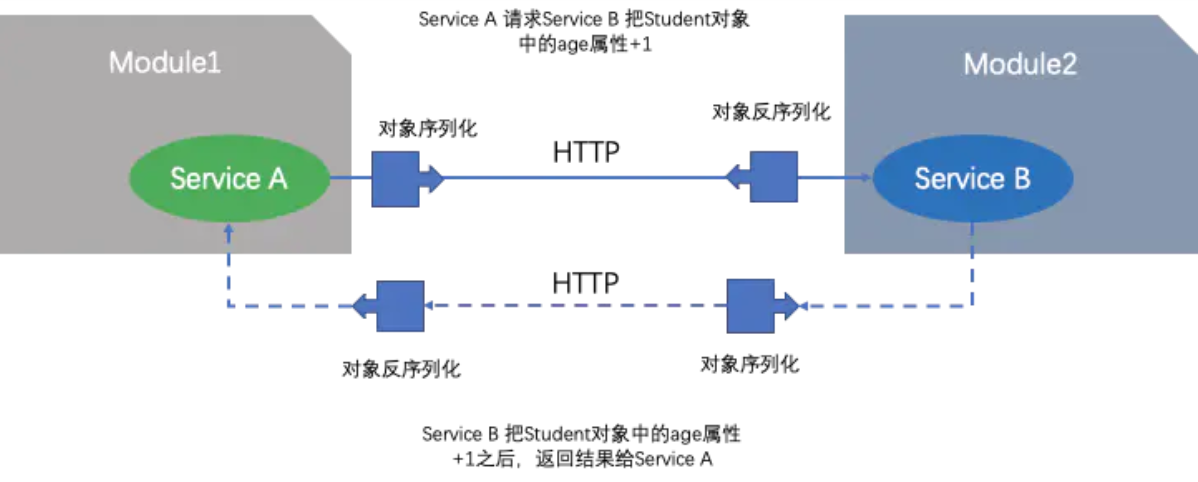 Service A 请求Service B 把Student对象
中的age属性+1
Module1
Module2
对象序列化
对象反序列化
HTTP
Service A
Service B
HTTP
对象反序列化
对象序列化
Service B 把Student对象中的age属性
+1之后，返回结果给Service A